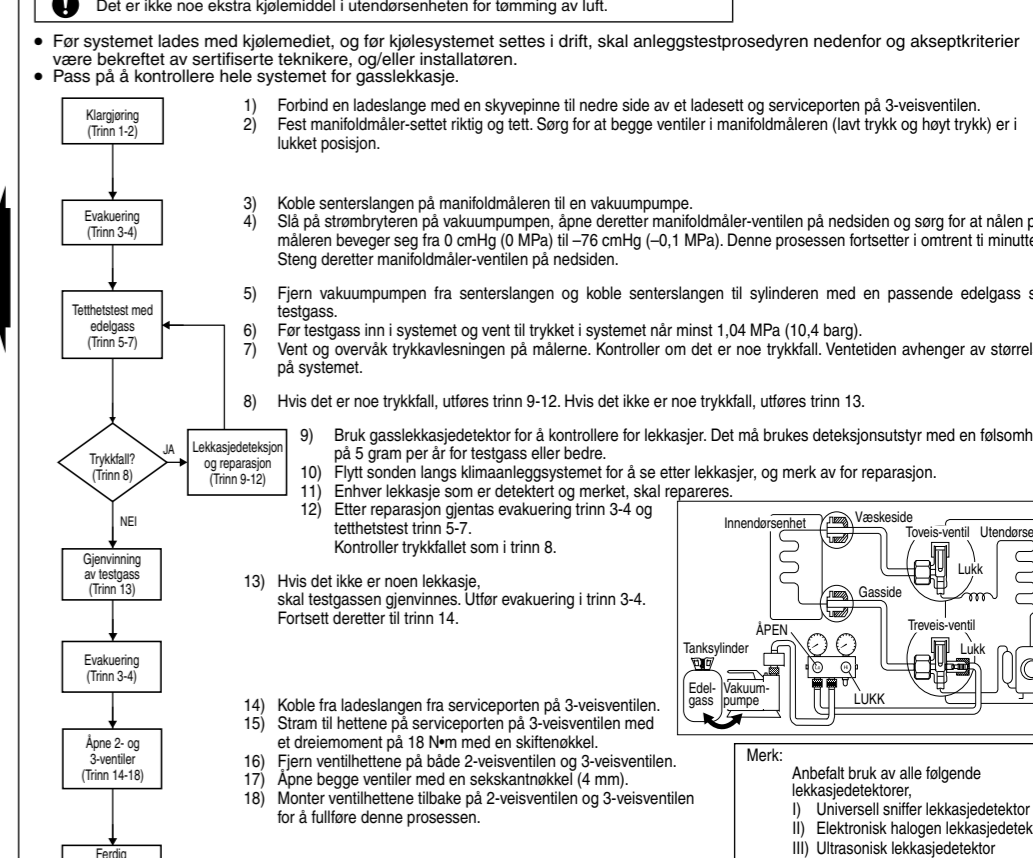 Det er ikke noe ekstra kjølemiddel i utendørsenheten for tømming av luft.
• Før systemet lades med kjølemediet, og før kjølesystemet settes i drift, skal anleggstestprosedyren nedenfor og akseptkriterier
være bekreftet av sertifiserte teknikere, og/eller installatøren.
• Pass på å kontrollere hele systemet for gasslekkasje.
Klargjøring
(Trinn 1-2)
1) Forbind en ladeslange med en skyvepinne til nedre side av et ladesett og serviceporten på 3-veisventilen.
2) Fest manifoldmåler-settet riktig og tett. Sørg for at begge ventiler i manifoldmåleren (lavt trykk og høyt trykk) er i
lukket posisjon.
Evakuering
(Trinn 3-4)
3) Koble senterslangen på manifoldmåleren til en vakuumpumpe.
4) Slå på strømbryteren på vakuumpumpen, åpne deretter manifoldmåler-ventilen på nedsiden og sørg for at nålen
måleren beveger seg fra 0 cmHg (0 MPa) til –76 cmHg (–0,1 MPa). Denne prosessen fortsetter i omtrent ti
Steng deretter manifoldmåler-ventilen på nedsiden.
Tetthetstest med
edelgass
(Trinn 5-7)
5) Fjern vakuumpumpen fra senterslangen og koble senterslangen til sylinderen med en passende edelgass
testgass.
6) Før testgass inn i systemet og vent til trykket i systemet når minst 1,04 MPa (10,4 barg).
7) Vent og overvåk trykkavlesningen på målerne. Kontroller om det er noe trykkfall. Ventetiden avhenger av
på systemet.
8) Hvis det er noe trykkfall, utføres trinn 9-12. Hvis det ikke er noe trykkfall, utføres trinn 13.
Trykkfall?
(Trinn 8)
JA
NEI
Lekkasjedeteksjon
og reparasjon
(Trinn 9-12)
9) Bruk gasslekkasjedetektor for å kontrollere for lekkasjer. Det må brukes deteksjonsutstyr med en
på 5 gram per år for testgass eller bedre.
10) Flytt sonden langs klimaanleggsystemet for å se etter lekkasjer, og merk av for reparasjon.
11) Enhver lekkasje som er detektert og merket, skal repareres.
12) Etter reparasjon gjentas evakuering trinn 3-4 og
tetthetstest trinn 5-7.
Kontroller trykkfallet som i trinn 8.
Gjenvinning
av testgass
(Trinn 13)
13) Hvis det ikke er noen lekkasje,
skal testgassen gjenvinnes. Utfør evakuering i trinn 3-4.
Fortsett deretter til trinn 14.
Evakuering
(Trinn 3-4)
Åpne 2- og
3-ventiler
(Trinn 14-18)
14) Koble fra ladeslangen fra serviceporten på 3-veisventilen.
15) Stram til hettene på serviceporten på 3-veisventilen med
et dreiemoment på 18 N•m med en skiftenøkkel.
16) Fjern ventilhettene på både 2-veisventilen og 3-veisventilen.
17) Åpne begge ventiler med en sekskantnøkkel (4 mm).
18) Monter ventilhettene tilbake på 2-veisventilen og 3-veisventilen
for å fullføre denne prosessen.
Ferdig
Innendørsenhet
Væskeside
Toveis-ventil
Lukk
Gasside
Treveis-ventil
Lukk
ÅPEN
Lo
Hi
LUKK
Tanksylinder
Edel-
gass
Vakuum-
pumpe
Merk:
Anbefalt bruk av alle følgende
lekkasjedetektorer,
I) Universell sniffer lekkasjedetektor
II) Elektronisk halogen
III) Ultrasonisk lekkasjedetektor